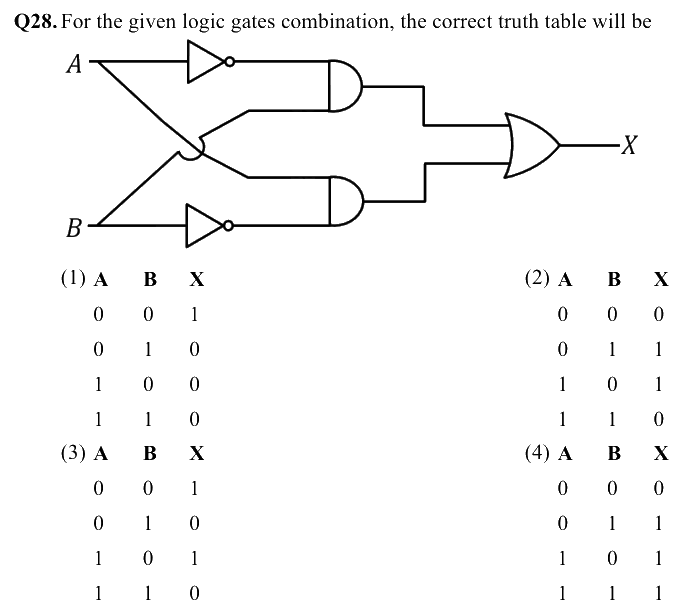 Q28. For the given logic gates combination, the correct truth table will be
A
X
B
(1) A B X (2) A B X
0 0 1 0 0 0
0 1 0 0 1 1
1 0 0 1 0 1
1 1 0 1 1 0
(3) A B X (4) A B X
0 0 1 0 0 0
0 1 0 0 1 1
1 0 1 1 0 1
1 1 0 1 1 1